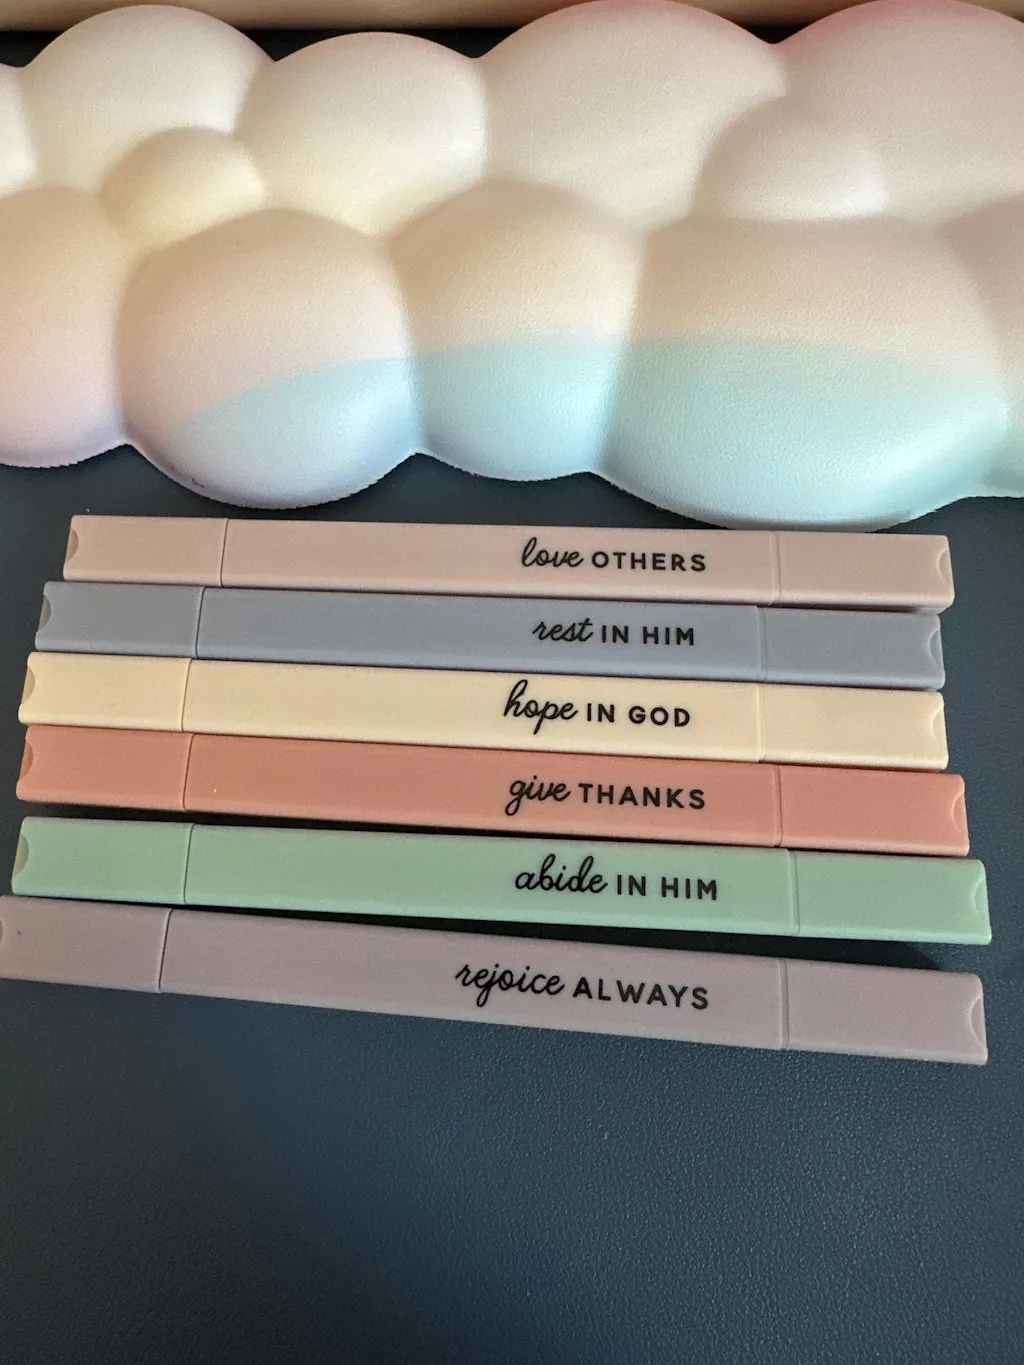 love OTHERS
rest IN HIM
hope IN GOD
give THANKS
abide IN HIM
rejoice ALWAYS